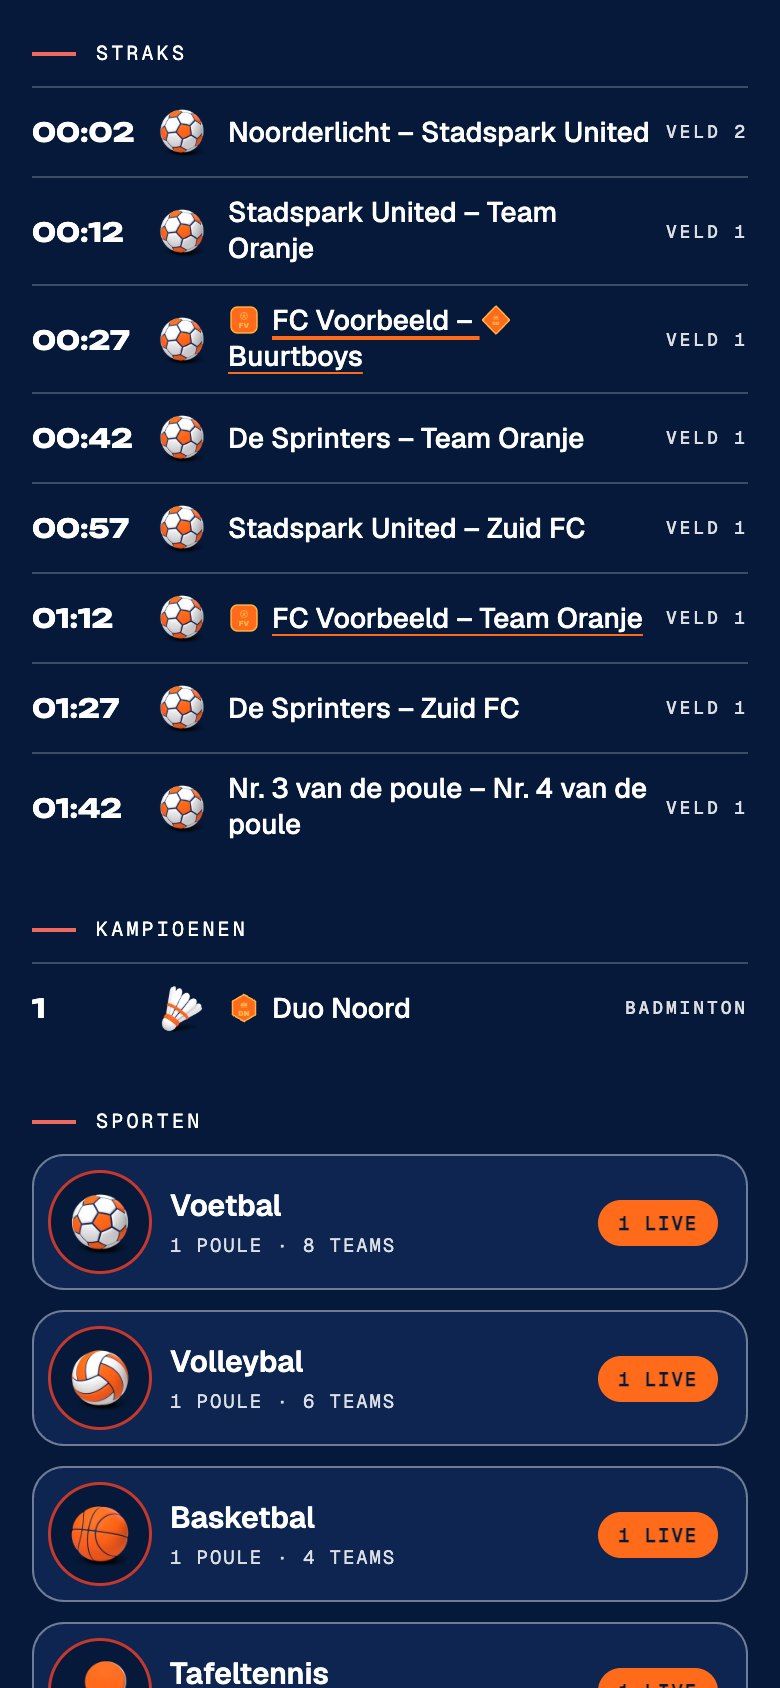 STRAKS
00:02 Noorderlicht – Stadspark United VELD 2
Stadspark United – Team
00:12 VELD 1
Oranje
FV FC Voorbeeld –
00:27 VELD 1
Buurtboys
00:42 De Sprinters – Team Oranje VELD 1
00:57 Stadspark United – Zuid FC VELD 1
01:12 FV FC Voorbeeld – Team Oranje VELD 1
01:27 De Sprinters – Zuid FC VELD 1
Nr. 3 van de poule – Nr. 4 van de
01:42 VELD 1
poule
KAMPIOENEN
1 DN Duo Noord BADMINTON
SPORTEN
Voetbal
1 POULE · 8 TEAMS
1 LIVE
Volleybal
1 POULE · 6 TEAMS
1 LIVE
Basketbal
1 POULE · 4 TEAMS
1 LIVE
Tafeltennis
1 LIVE